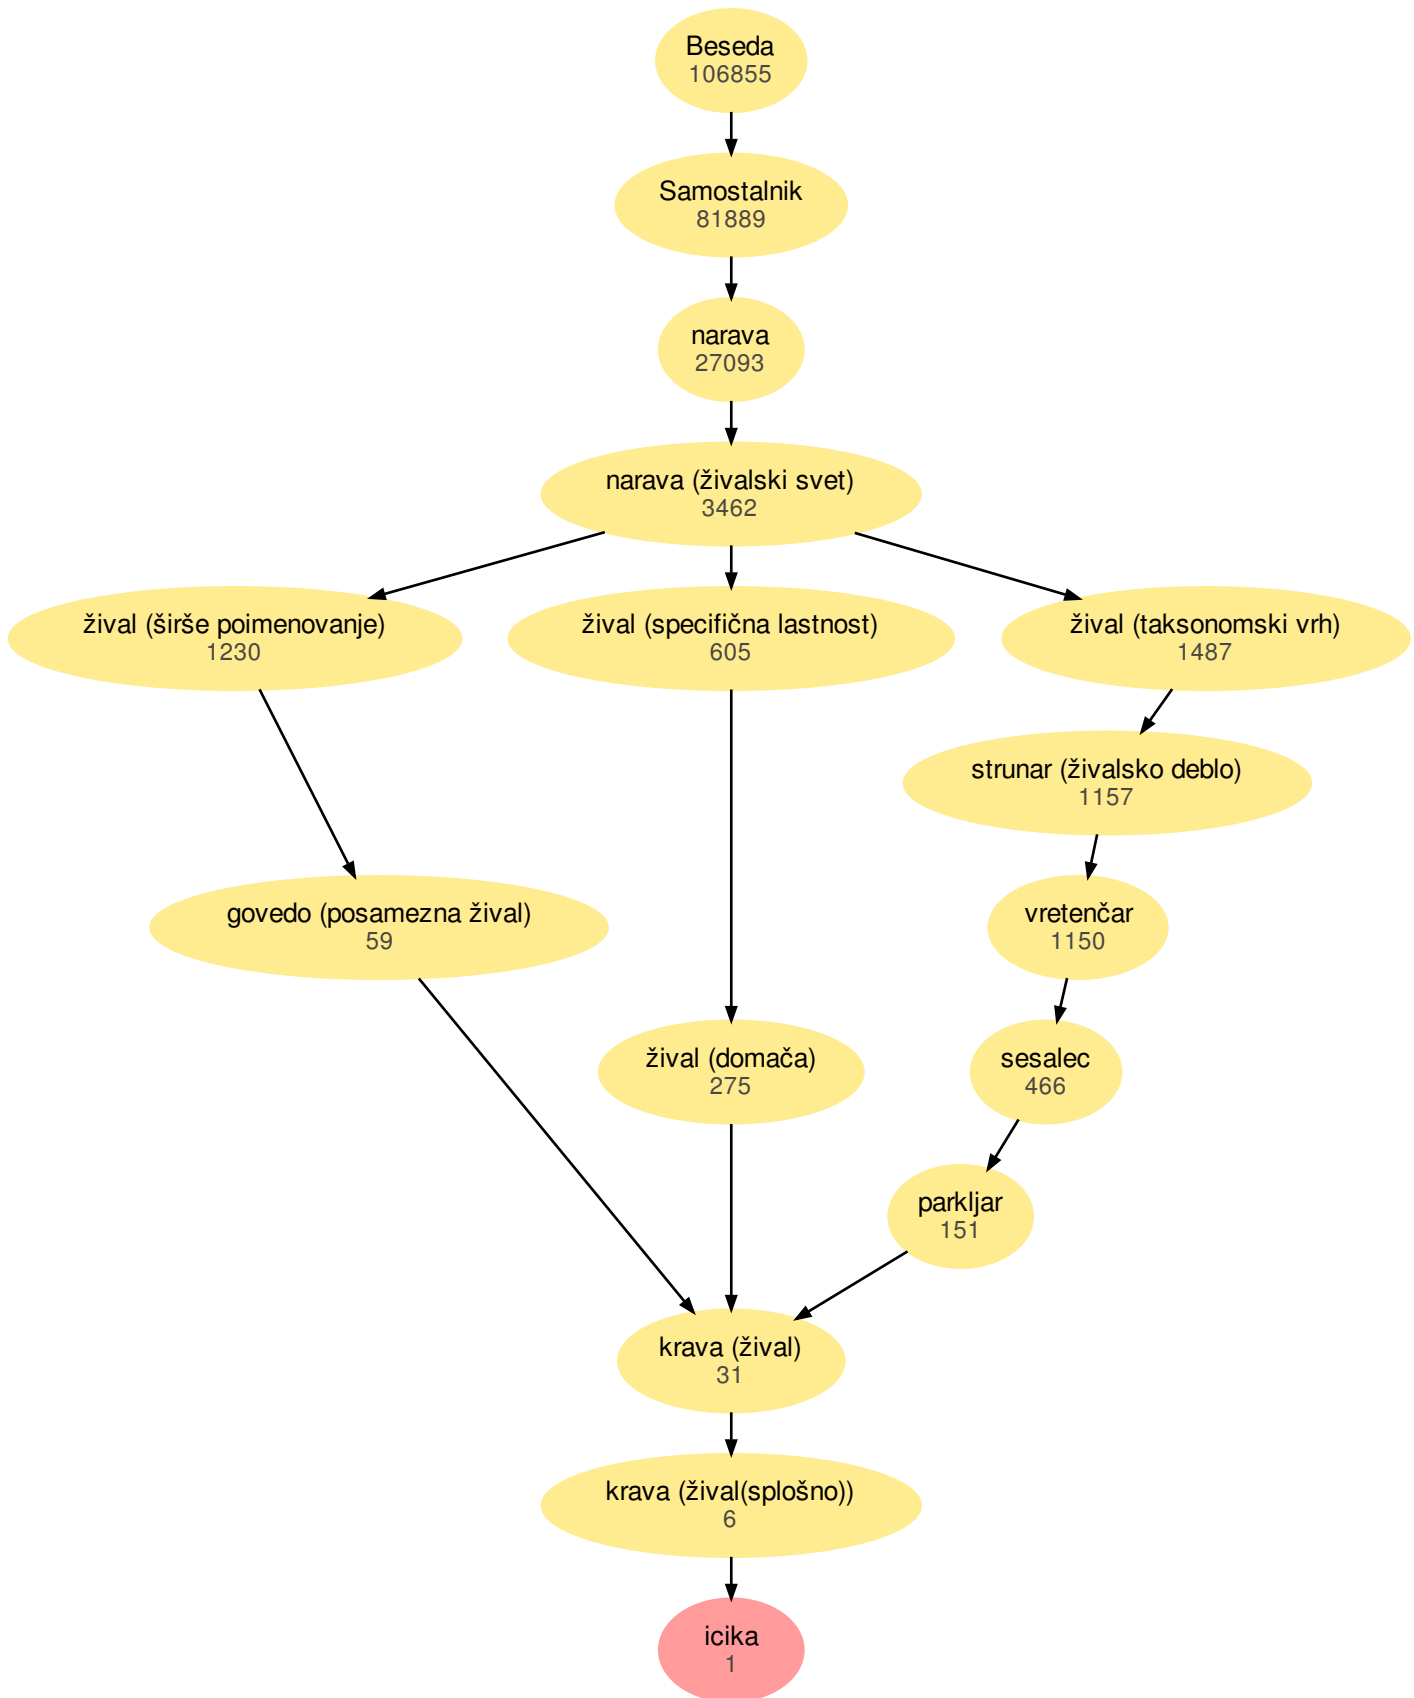 Beseda
106855
Samostalnik
81889
narava
27093
narava (živalski svet)
3462
žival (širše poimenovanje)
1230
žival (specifična lastnost)
605
žival (taksonomski vrh)
1487
strunar (živalsko deblo)
1157
govedo (posamezna žival)
59
vretenčar
1150
žival (domača)
275
sesalec
466
parkljar
151
krava (žival)
31
krava (žival(splošno))
6
icika
1